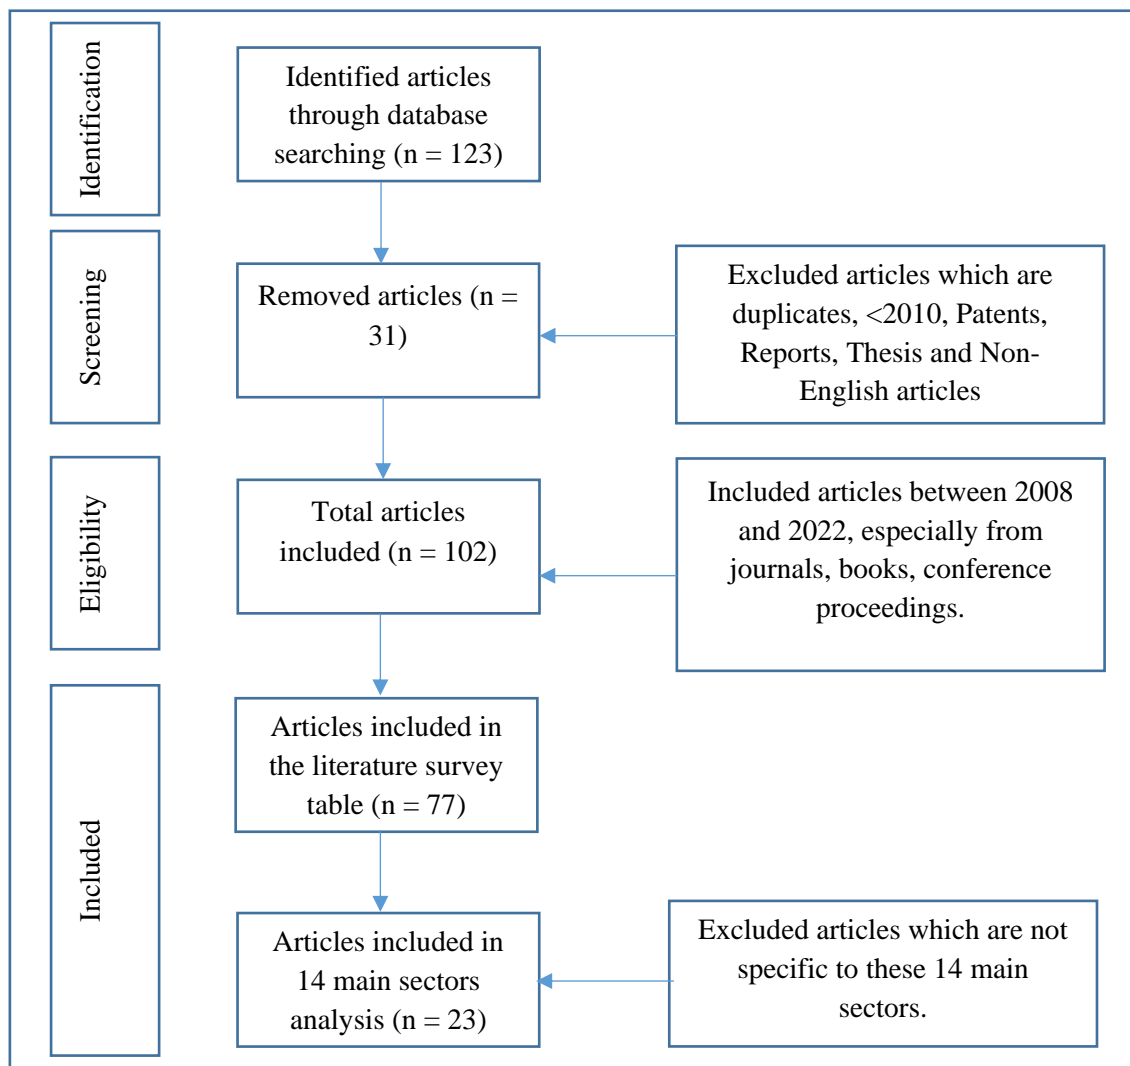 Identification
Identified articles
through database
searching (n = 123)
Screening
Removed articles (n =
31)
Excluded articles which are
duplicates, <2010, Patents,
Reports, Thesis and Non-
English articles
Eligibility
Total articles
included (n = 102)
Included articles between 2008
and 2022, especially from
journals, books, conference
proceedings.
Included
Articles included in
the literature survey
table (n = 77)
Articles included in
14 main sectors
analysis (n = 23)
Excluded articles which are not
specific to these 14 main
sectors.